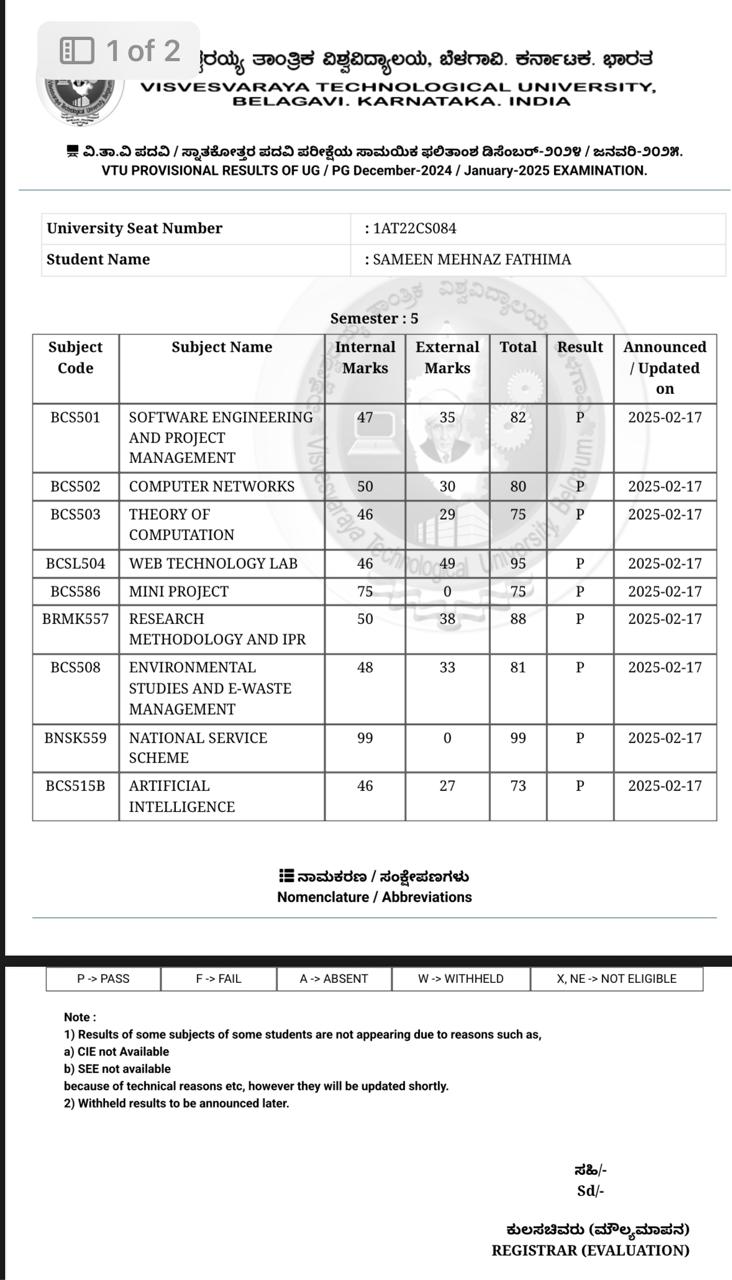 1 of 2
ರಯ್ಯ ತಾಂತ್ರಿಕ ವಿಶ್ವವಿದ್ಯಾಲಯ, ಬೆಳಗಾವಿ. ಕರ್ನಾಟಕ. ಭಾರತ
VISVESVARAYA TECHNOLOGICAL UNIVERSITY,
BELAGAVI. KARNATAKA. INDIA
ವಿ.ತಾ.ವಿ ಪದವಿ / ಸ್ನಾತಕೋತ್ತರ ಪದವಿ ಪರೀಕ್ಷೆಯ ಸಾಮಯಿಕ ಫಲಿತಾಂಶ ಡಿಸೆಂಬರ್-೨೦೨೪ / ಜನವರಿ-೨೦೨೫.
VTU PROVISIONAL RESULTS OF UG / PG December-2024 / January-2025 EXAMINATION.
University Seat Number : 1AT22CS084
Student Name : SAMEEN MEHNAZ FATHIMA
Semester : 5
Subject Subject Name Internal External Total Result Announced
Code Marks Marks / Updated
on
BCS501 SOFTWARE ENGINEERING 47 35 82 P 2025-02-17
AND PROJECT
MANAGEMENT
BCS502 COMPUTER NETWORKS 50 30 80 P 2025-02-17
BCS503 THEORY OF 46 29 75 P 2025-02-17
COMPUTATION
BCSL504 WEB TECHNOLOGY LAB 46 49 95 P 2025-02-17
BCS586 MINI PROJECT 75 0 75 P 2025-02-17
BRMK557 RESEARCH 50 38 88 P 2025-02-17
METHODOLOGY AND IPR
BCS508 ENVIRONMENTAL 48 33 81 P 2025-02-17
STUDIES AND E-WASTE
MANAGEMENT
BNSK559 NATIONAL SERVICE 99 0 99 P 2025-02-17
SCHEME
BCS515B ARTIFICIAL 46 27 73 P 2025-02-17
INTELLIGENCE
ನಾಮಕರಣ / ಸಂಕ್ಷೇಪಣಗಳು
Nomenclature / Abbreviations
P -> PASS F -> FAIL A -> ABSENT W -> WITHHELD X, NE -> NOT ELIGIBLE
Note :
1) Results of some subjects of some students are not appearing due to reasons such as,
a) CIE not Available
b) SEE not available
because of technical reasons etc, however they will be updated shortly.
2) Withheld results to be announced later.
ಸಹಿ/-
Sd/-
ಕುಲಸಚಿವರು (ಮೌಲ್ಯಮಾಪನ)
REGISTRAR (EVALUATION)